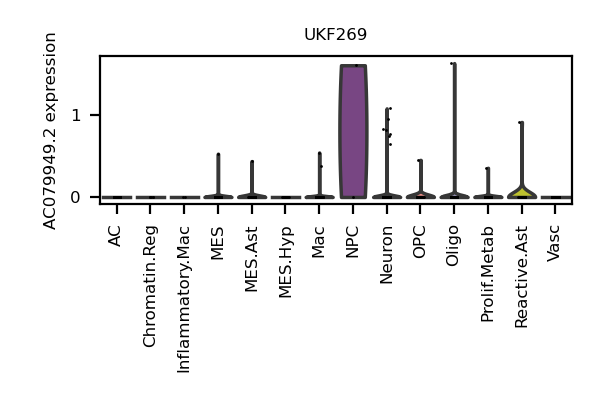 UKF269
AC079949.2 expression
1
0
AC
Chromatin.Reg
Inflammatory.Mac
MES
MES.Ast
MES.Hyp
Mac
NPC
Neuron
OPC
Oligo
Prolif.Metab
Reactive.Ast
Vasc